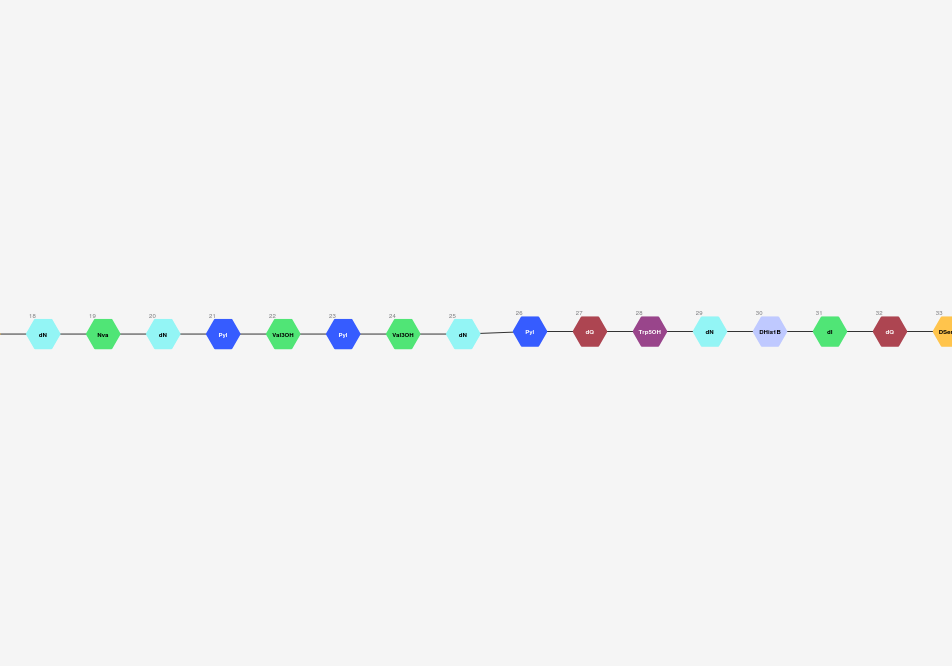 18 19 20 21 22 23 24 25 26 27 28 29 30 31 32 33
dN Nva dN Pyl Val3OH Pyl Val3OH dN Pyl dQ Trp5OH dN DHis1B dI dQ